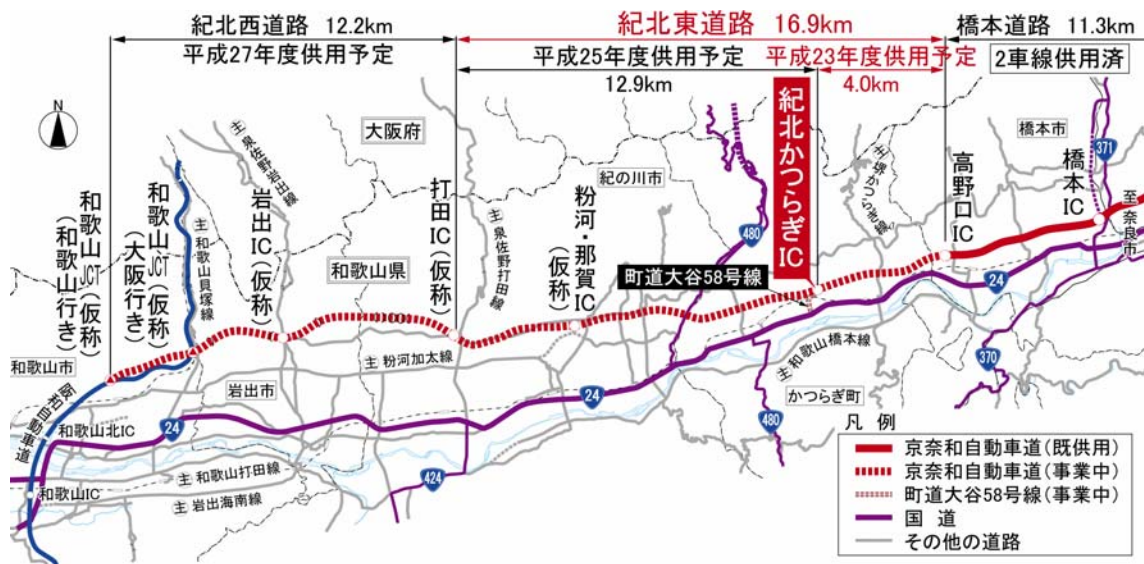 紀北西道路 12.2km
平成27年度供用予定
紀北東道路 16.9km
平成25年度供用予定
12.9km
平成23年度供用予定
4.0km
橋本道路 11.3km
2車線供用済
N
大阪府
和歌山県
和歌山市
岩出市
紀の川市
橋本市
かつらぎ町
和歌山JCT(仮称)
(和歌山行き)
和歌山JCT(仮称)
(大阪行き)
岩出IC(仮称)
打田IC(仮称)
粉河・那賀IC
(仮称)
紀北かつらぎIC
高野口IC
橋本IC
至奈良市
町道大谷58号線
主 泉佐野岩出線
主 和歌山貝塚線
主 泉佐野打田線
主 堺かつらぎ線
主 粉河加太線
主 和歌山橋本線
阪和自動車道
和歌山北IC
和歌山IC
主 和歌山打田線
主 岩出海南線
24
24
24
424
480
480
370
371
凡 例
京奈和自動車道(既供用)
京奈和自動車道(事業中)
町道大谷58号線(事業中)
国 道
その他の道路